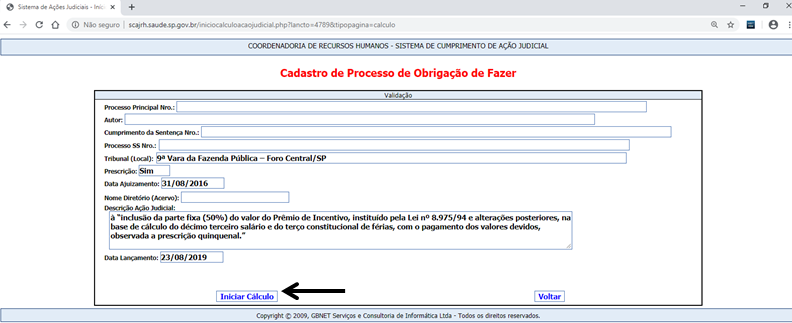 Sistema de Ações Judiciais - Iníci
Não seguro | scajrh.saude.sp.gov.br/iniciocalculoacaojudicial.php?lancto=4789&tipopagina=calculo
COORDENADORIA DE RECURSOS HUMANOS - SISTEMA DE CUMPRIMENTO DE AÇÃO JUDICIAL
Cadastro de Processo de Obrigação de Fazer
Validação
Processo Principal Nro.:
Autor:
Cumprimento da Sentença Nro.:
Processo SS Nro.:
Tribunal (Local): 9ª Vara da Fazenda Pública – Foro Central/SP
Prescrição: Sim
Data Ajuizamento: 31/08/2016
Nome Diretório (Acervo):
Descrição Ação Judicial:
à “inclusão da parte fixa (50%) do valor do Prêmio de Incentivo, instituído pela Lei nº 8.975/94 e alterações posteriores, na
base de cálculo do décimo terceiro salário e do terço constitucional de férias, com o pagamento dos valores devidos,
observada a prescrição quinquenal.”
Data Lançamento: 23/08/2019
Iniciar Cálculo Voltar
Copyright © 2009, GBNET Serviços e Consultoria de Informática Ltda - Todos os direitos reservados.